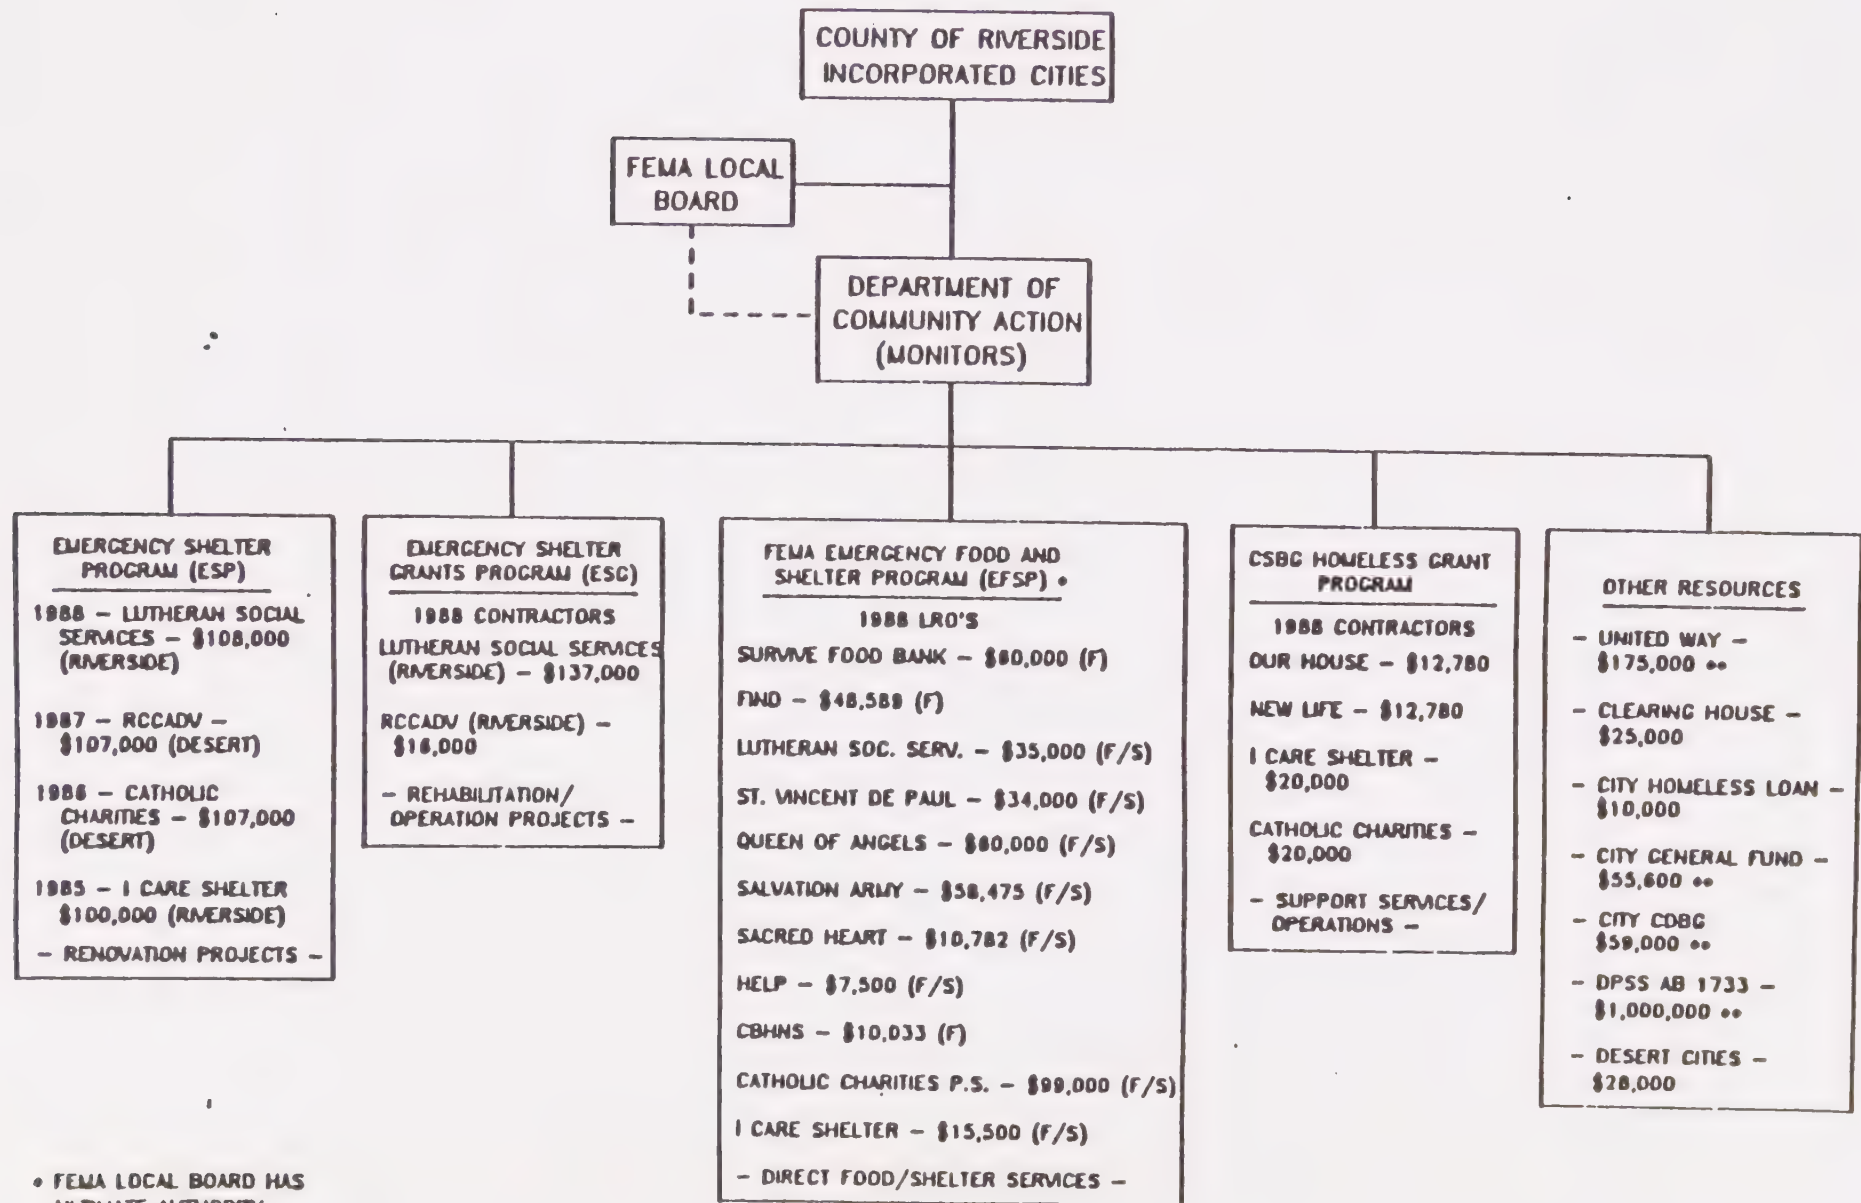 COUNTY OF RIVERSIDE
INCORPORATED CITIES
FEMA LOCAL
BOARD
DEPARTMENT OF
COMMUNITY ACTION
(MONITORS)
EMERGENCY SHELTER
PROGRAM (ESP)
1988 – LUTHERAN SOCIAL
SERVICES – $108,000
(RIVERSIDE)
1987 – RCCADV –
$107,000 (DESERT)
1986 – CATHOLIC
CHARITIES – $107,000
(DESERT)
1985 – I CARE SHELTER
$100,000 (RIVERSIDE)
– RENOVATION PROJECTS –
EMERGENCY SHELTER
GRANTS PROGRAM (ESG)
1988 CONTRACTORS
LUTHERAN SOCIAL SERVICES
(RIVERSIDE) – $137,000
RCCADV (RIVERSIDE) –
$16,000
– REHABILITATION/
OPERATION PROJECTS –
FEMA EMERGENCY FOOD AND
SHELTER PROGRAM (EFSP) •
1988 LRO'S
SURVIVE FOOD BANK – $60,000 (F)
FIND – $48,589 (F)
LUTHERAN SOC. SERV. – $35,000 (F/S)
ST. VINCENT DE PAUL – $34,000 (F/S)
QUEEN OF ANGELS – $60,000 (F/S)
SALVATION ARMY – $58,475 (F/S)
SACRED HEART – $10,782 (F/S)
HELP – $7,500 (F/S)
CBHNS – $10,033 (F)
CATHOLIC CHARITIES P.S. – $99,000 (F/S)
I CARE SHELTER – $15,500 (F/S)
– DIRECT FOOD/SHELTER SERVICES –
CSBG HOMELESS GRANT
PROGRAM
1988 CONTRACTORS
OUR HOUSE – $12,780
NEW LIFE – $12,780
I CARE SHELTER –
$20,000
CATHOLIC CHARITIES –
$20,000
– SUPPORT SERVICES/
OPERATIONS –
OTHER RESOURCES
– UNITED WAY –
$175,000 ••
– CLEARING HOUSE –
$25,000
– CITY HOMELESS LOAN –
$10,000
– CITY GENERAL FUND –
$55,600 ••
– CITY CDBG
$59,000 ••
– DPSS AB 1733 –
$1,000,000 ••
– DESERT CITIES –
$28,000
• FEMA LOCAL BOARD HAS